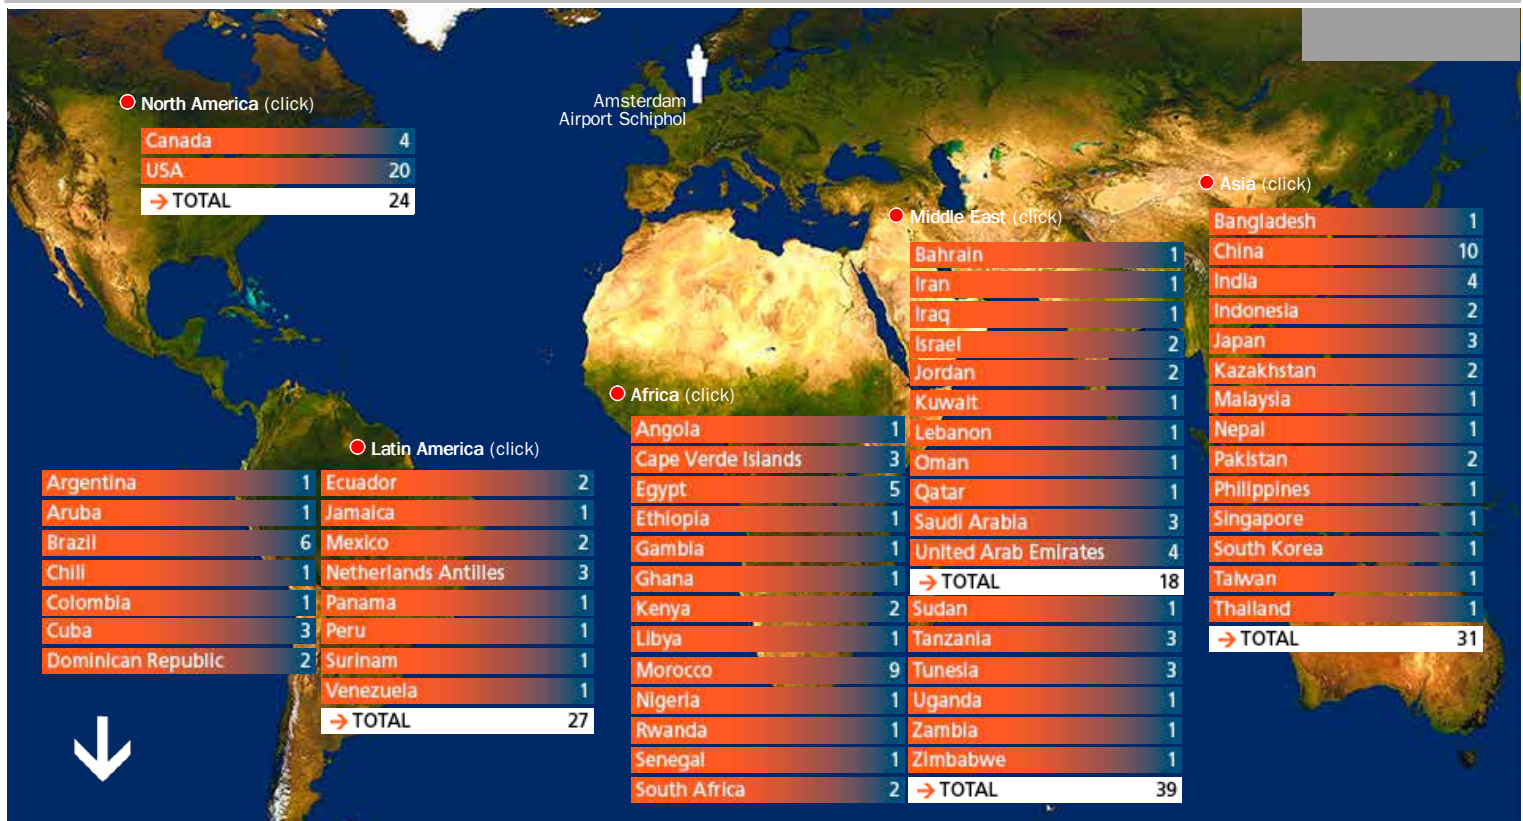 North America (click)
Canada 4
USA 20
→ TOTAL 24
Amsterdam
Airport Schiphol
Latin America (click)
Argentina 1
Aruba 1
Brazil 6
Chili 1
Colombia 1
Cuba 3
Dominican Republic 2
Ecuador 2
Jamaica 1
Mexico 2
Netherlands Antilles 3
Panama 1
Peru 1
Surinam 1
Venezuela 1
→ TOTAL 27
Africa (click)
Angola 1
Cape Verde Islands 3
Egypt 5
Ethiopia 1
Gambia 1
Ghana 1
Kenya 2
Libya 1
Morocco 9
Nigeria 1
Rwanda 1
Senegal 1
South Africa 2
Sudan 1
Tanzania 3
Tunesia 3
Uganda 1
Zambia 1
Zimbabwe 1
→ TOTAL 39
Middle East (click)
Bahrain 1
Iran 1
Iraq 1
Israel 2
Jordan 2
Kuwait 1
Lebanon 1
Oman 1
Qatar 1
Saudi Arabia 3
United Arab Emirates 4
→ TOTAL 18
Asia (click)
Bangladesh 1
China 10
India 4
Indonesia 2
Japan 3
Kazakhstan 2
Malaysia 1
Nepal 1
Pakistan 2
Philippines 1
Singapore 1
South Korea 1
Taiwan 1
Thailand 1
→ TOTAL 31